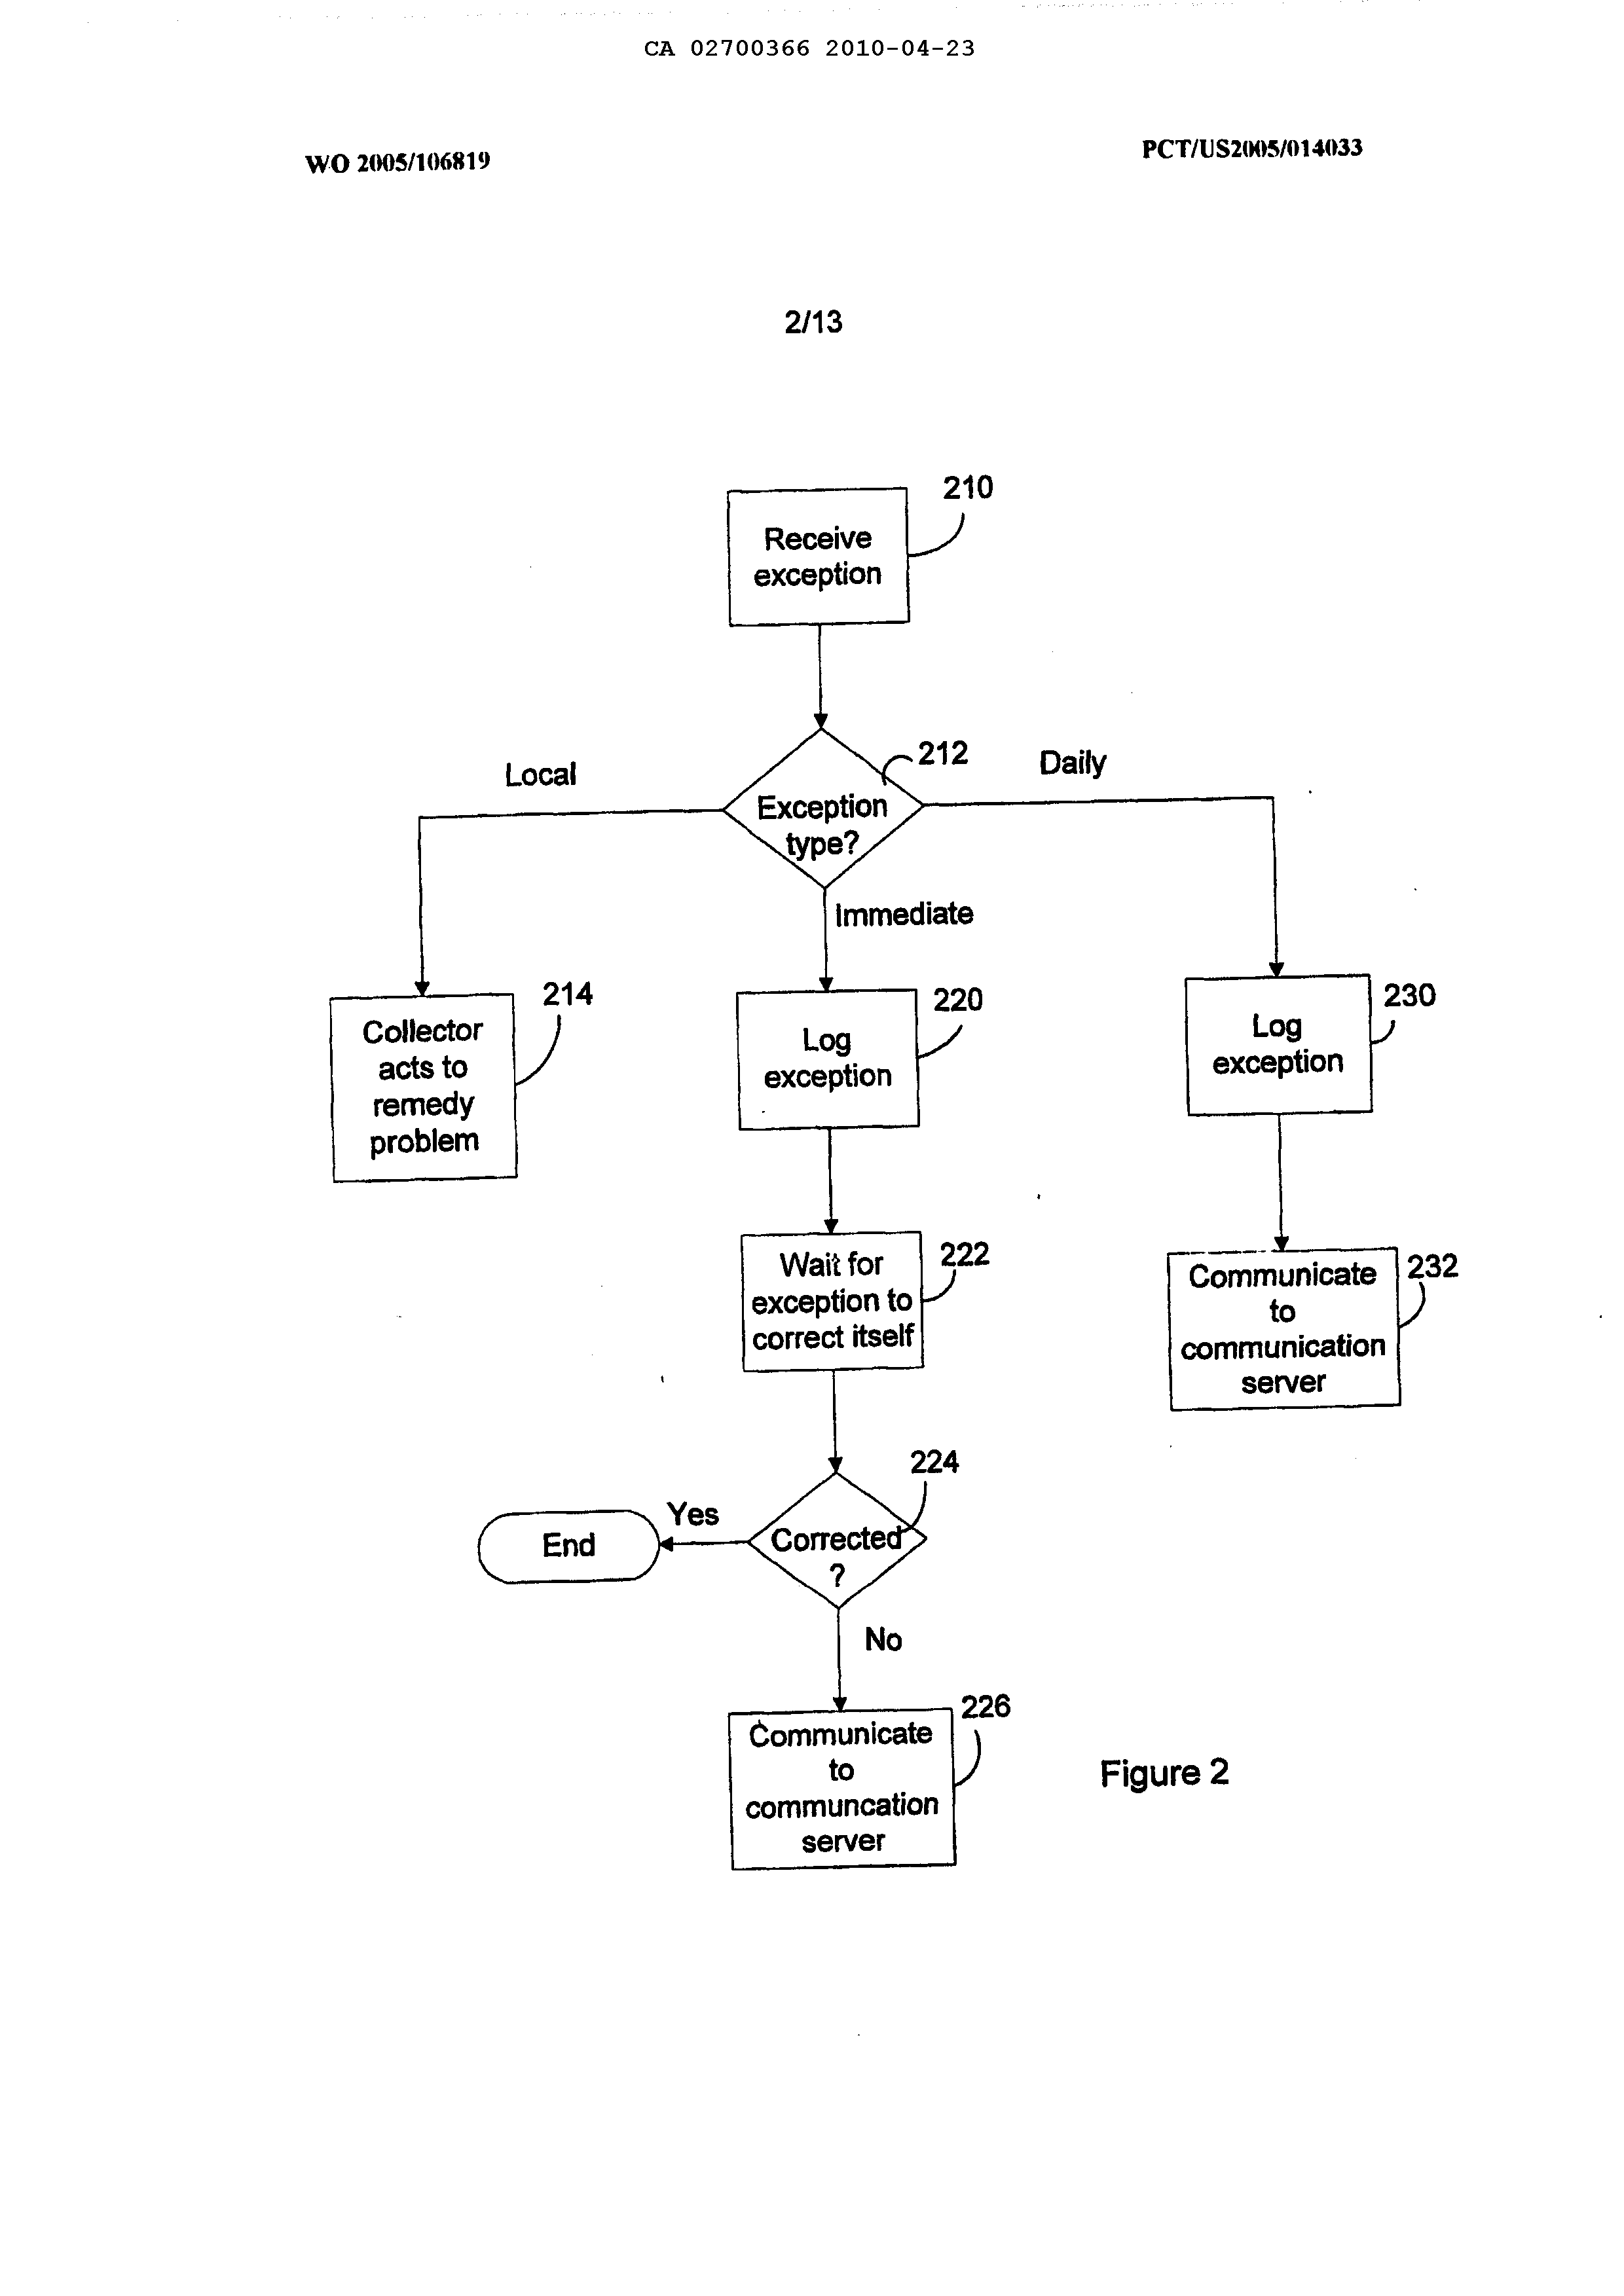 CA 02700366 2010-04-23
WO 2005/106819
PCT/US2005/014033
2/13
210
Receive
exception
212
Local
Daily
Exception
type?
Immediate
214
220
230
Collector
acts to
remedy
problem
Log
exception
Log
exception
222
232
Wait for
exception to
correct itself
Communicate
to
communication
server
224
Yes
End
Corrected
?
No
226
Communicate
to
communcation
server
Figure 2